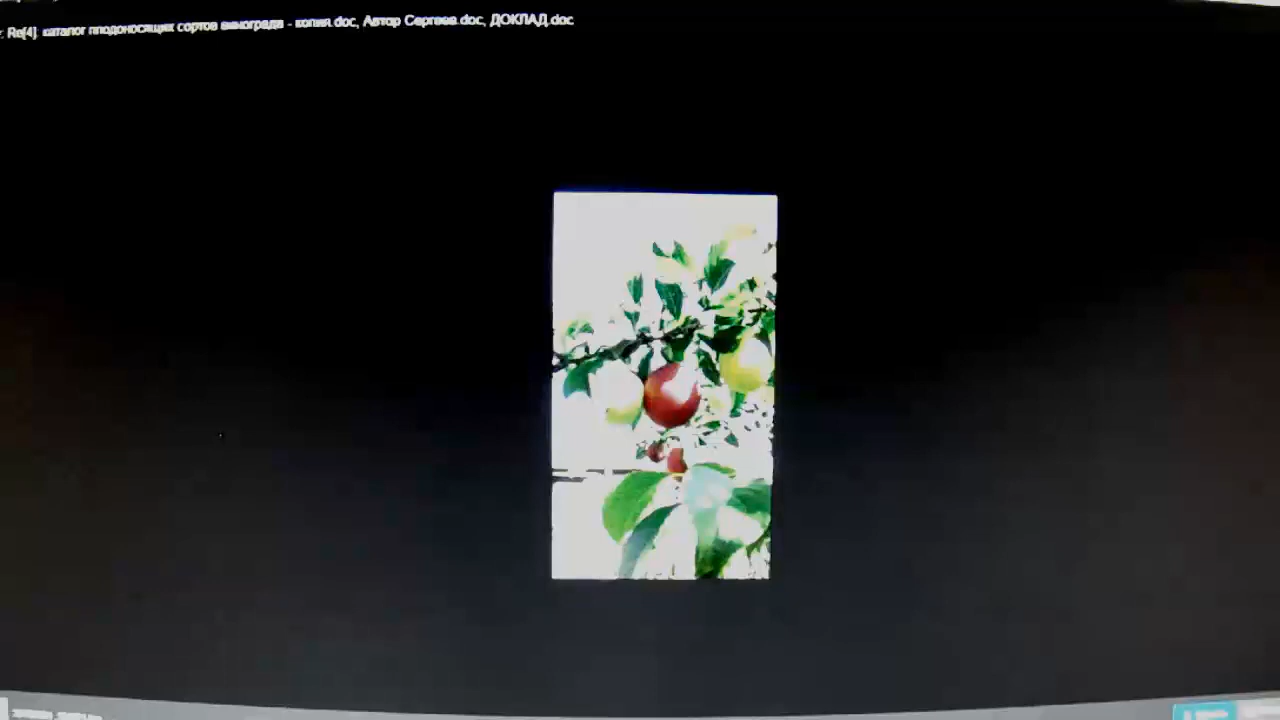 : Re[4]: каталог плодоносящих сортов винограда - копия.doc, Автор Сергеев.doc, ДОКЛАД.doc